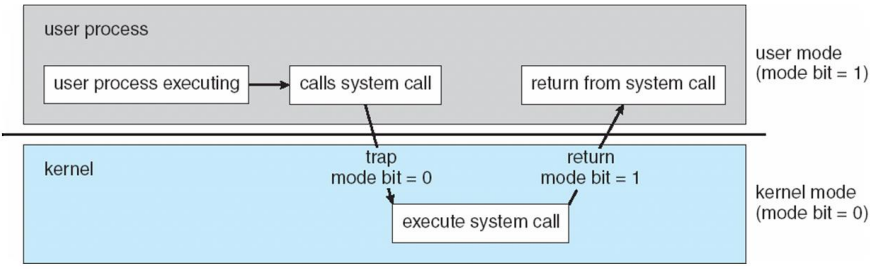 user process
user process executing
calls system call
return from system call
user mode
(mode bit = 1)
trap
mode bit = 0
return
mode bit = 1
kernel
execute system call
kernel mode
(mode bit = 0)